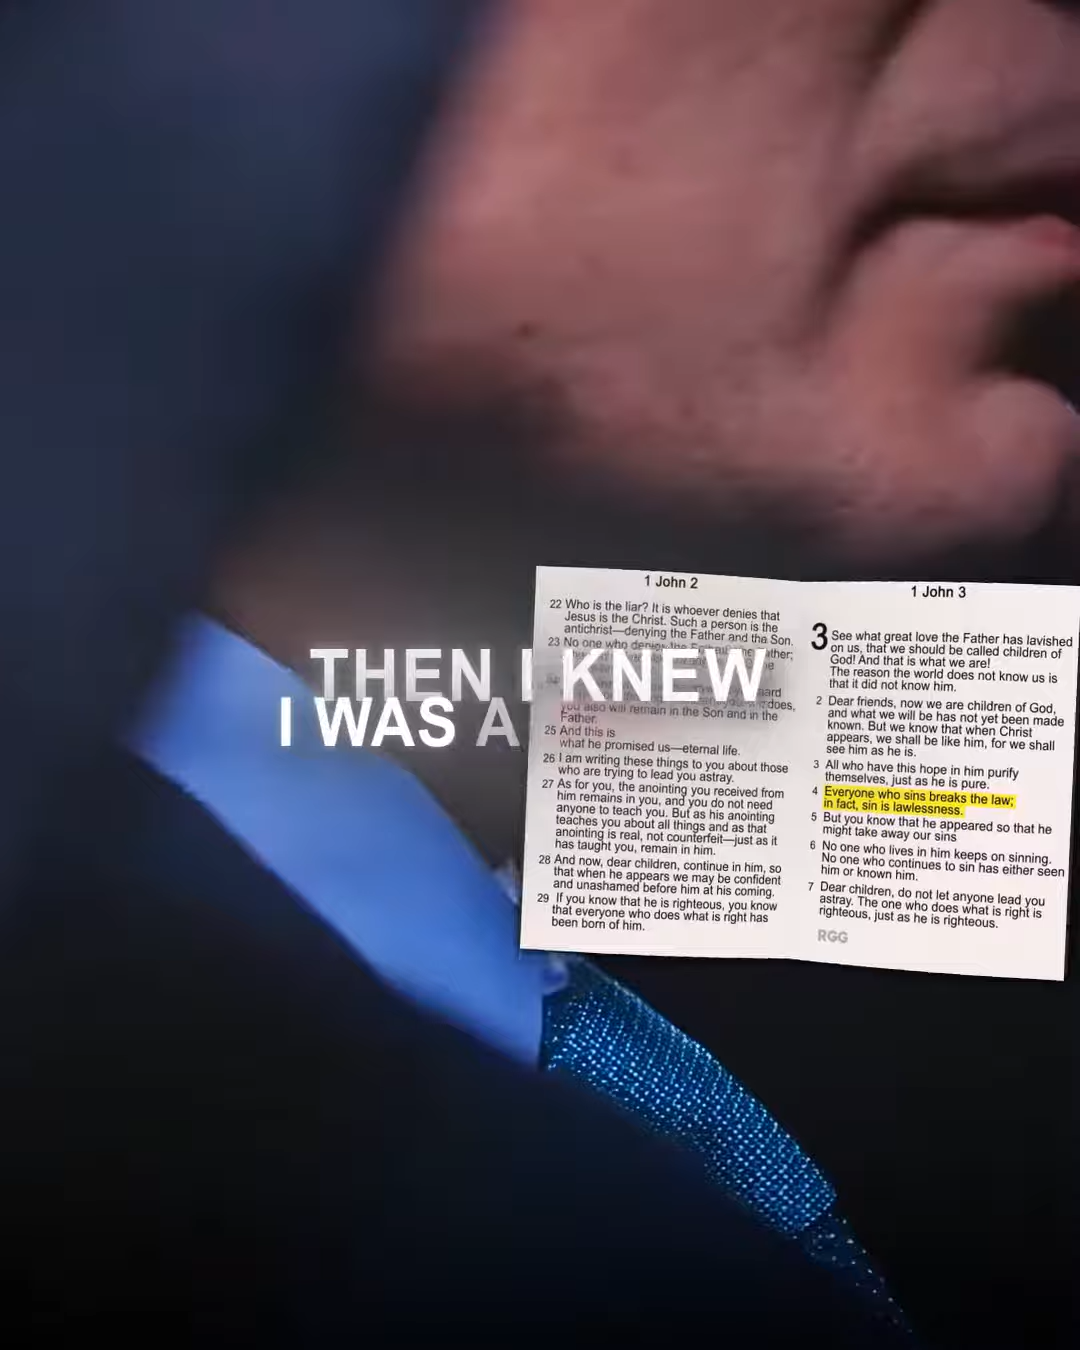 THEN I KNEW
I WAS A
1 John 2
22 Who is the liar? It is whoever denies that
Jesus is the Christ. Such a person is the
antichrist—denying the Father and the Son.
23 No one who denies the
you also will remain in the Son and in the
Father.
25 And this is
what he promised us—eternal life.
26 I am writing these things to you about those
who are trying to lead you astray.
27 As for you, the anointing you received from
him remains in you, and you do not need
anyone to teach you. But as his anointing
teaches you about all things and as that
anointing is real, not counterfeit—just as it
has taught you, remain in him.
28 And now, dear children, continue in him, so
that when he appears we may be confident
and unashamed before him at his coming.
29 If you know that he is righteous, you know
that everyone who does what is right has
been born of him.
1 John 3
3 See what great love the Father has lavished
on us, that we should be called children of
God! And that is what we are!
The reason the world does not know us is
that it did not know him.
2 Dear friends, now we are children of God,
and what we will be has not yet been made
known. But we know that when Christ
appears, we shall be like him, for we shall
see him as he is.
3 All who have this hope in him purify
themselves, just as he is pure.
4 Everyone who sins breaks the law;
in fact, sin is lawlessness.
5 But you know that he appeared so that he
might take away our sins
6 No one who lives in him keeps on sinning.
No one who continues to sin has either seen
him or known him.
7 Dear children, do not let anyone lead you
astray. The one who does what is right is
righteous, just as he is righteous.
RGG